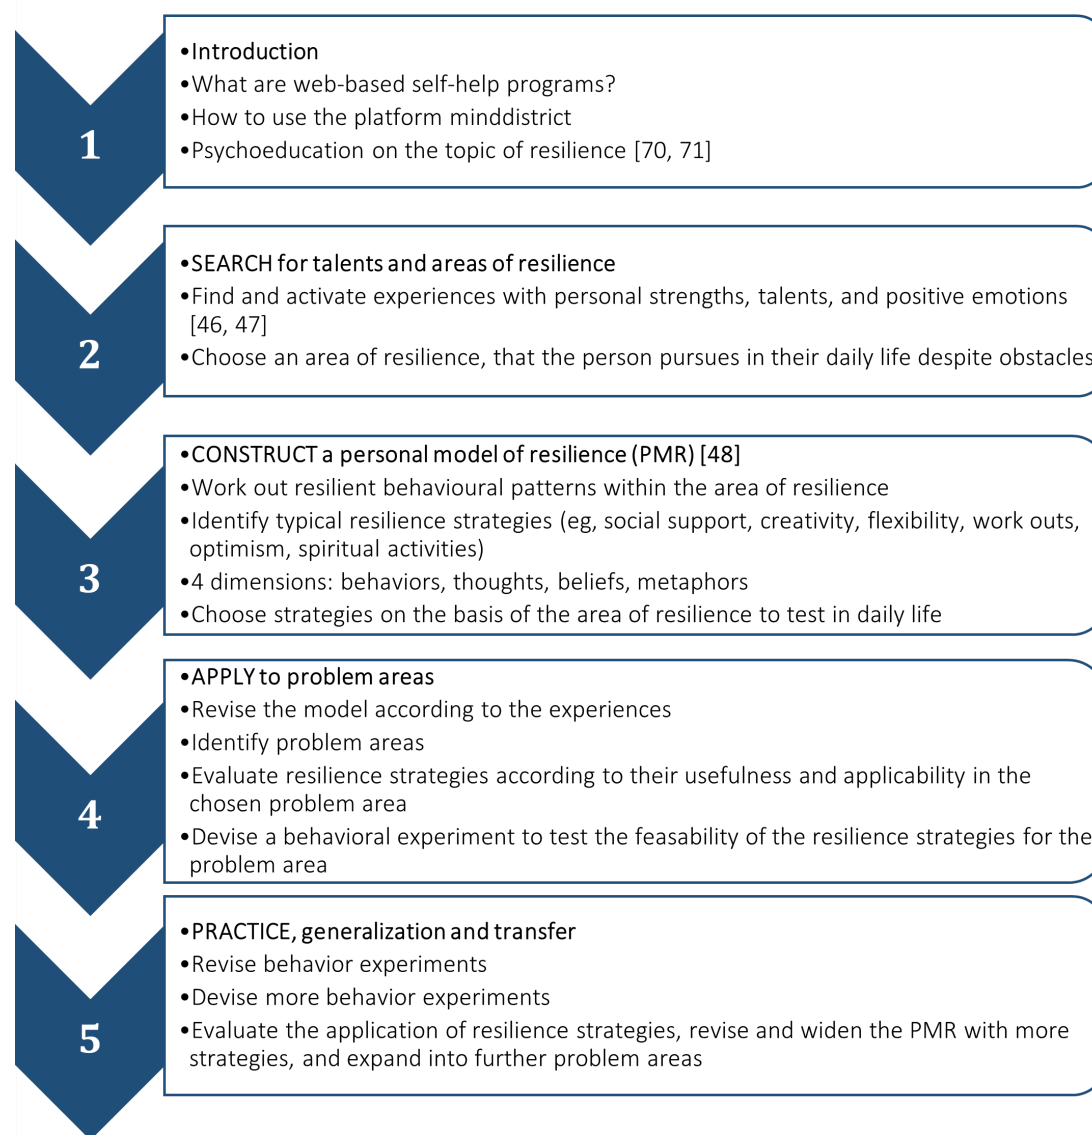 1
•Introduction
•What are web-based self-help programs?
•How to use the platform minddistrict
•Psychoeducation on the topic of resilience [70, 71]
2
•SEARCH for talents and areas of resilience
•Find and activate experiences with personal strengths, talents, and positive emotions
[46, 47]
•Choose an area of resilience, that the person pursues in their daily life despite obstacles
3
•CONSTRUCT a personal model of resilience (PMR) [48]
•Work out resilient behavioural patterns within the area of resilience
•Identify typical resilience strategies (eg, social support, creativity, flexibility, work outs,
optimism, spiritual activities)
•4 dimensions: behaviors, thoughts, beliefs, metaphors
•Choose strategies on the basis of the area of resilience to test in daily life
4
•APPLY to problem areas
•Revise the model according to the experiences
•Identify problem areas
•Evaluate resilience strategies according to their usefulness and applicability in the
chosen problem area
•Devise a behavioral experiment to test the feasability of the resilience strategies for the
problem area
5
•PRACTICE, generalization and transfer
•Revise behavior experiments
•Devise more behavior experiments
•Evaluate the application of resilience strategies, revise and widen the PMR with more
strategies, and expand into further problem areas